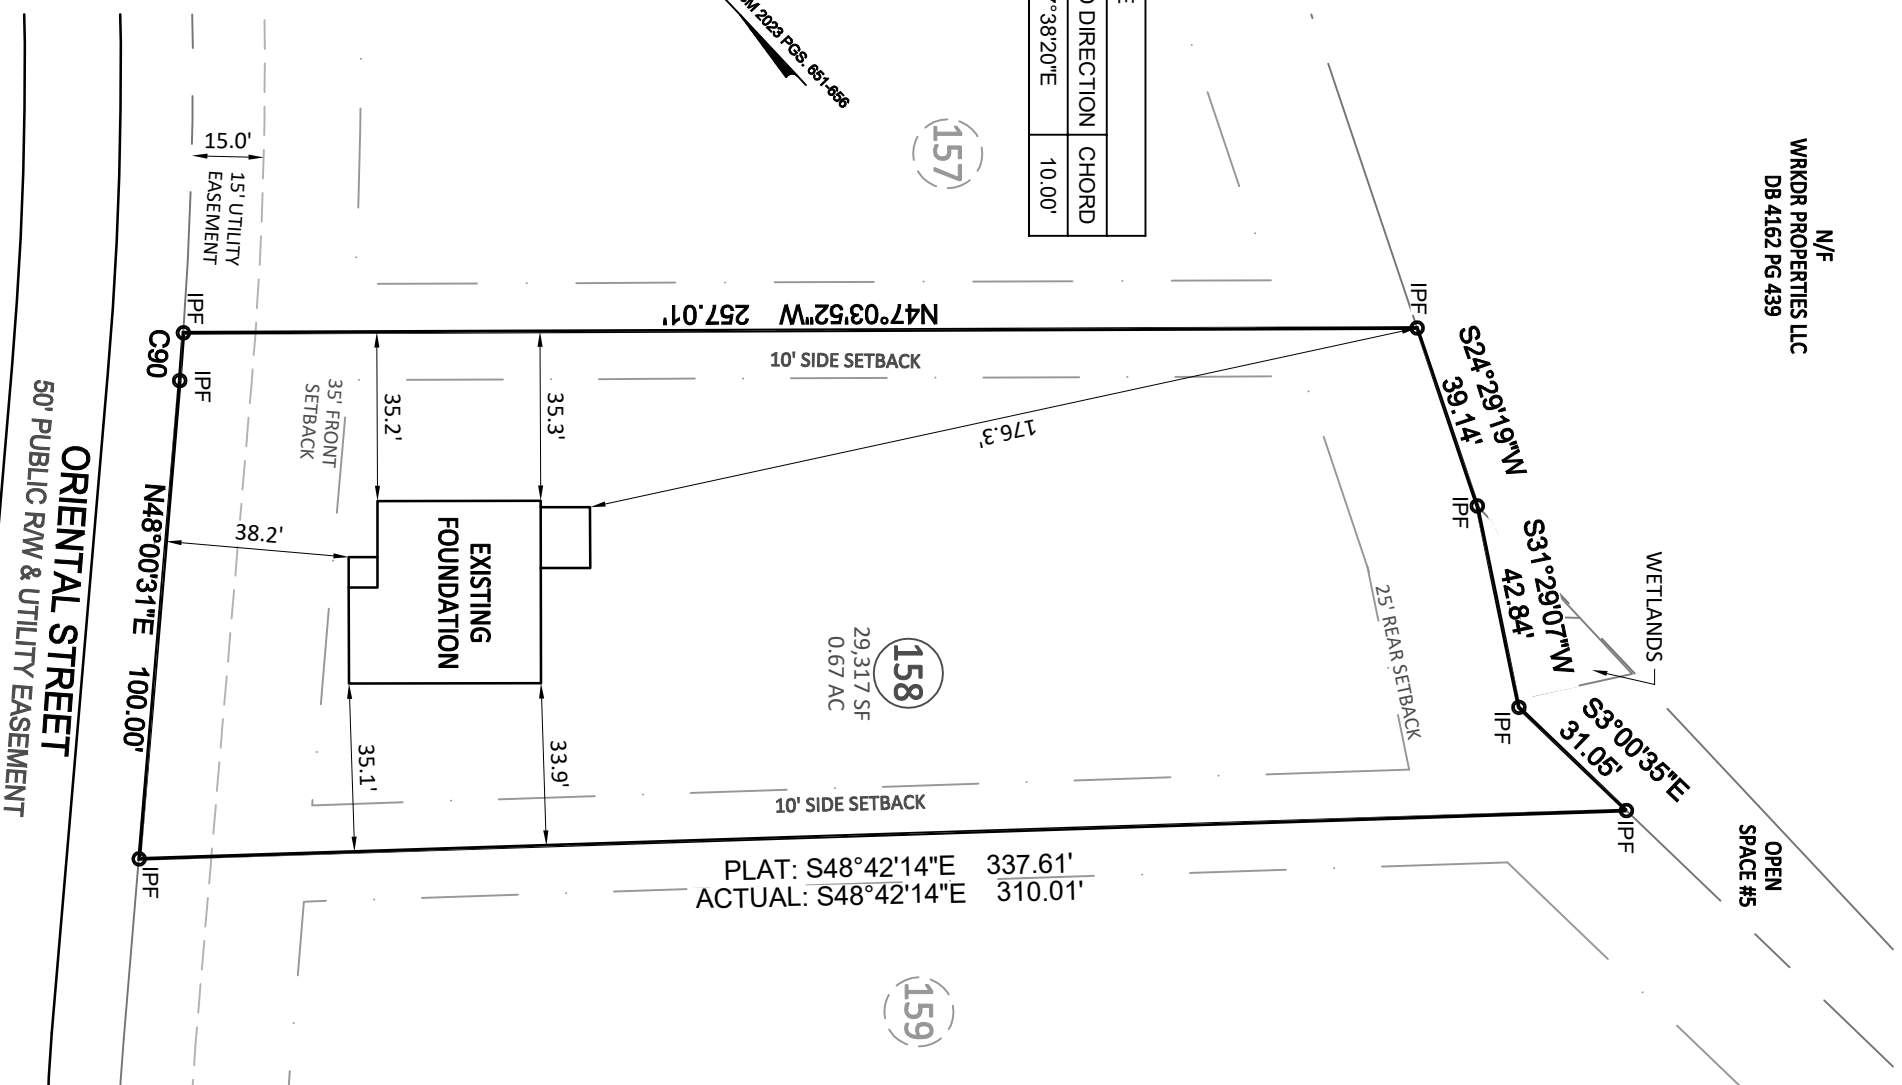 N/F
WRKDR PROPERTIES LLC
DB 4162 PG 439
2023 PGS. 651-656
DIRECTION
CHORD
°38'20"E
10.00'
157
15.0'
15' UTILITY
EASEMENT
IPF
C90
IPF
N47°03'52"W 257.01'
10' SIDE SETBACK
IPF
S24°29'19"W
39.14'
IPF
S31°29'07"W
42.84'
WETLANDS
IPF
S3°00'35"E
31.05'
IPF
OPEN
SPACE #5
35' FRONT
SETBACK
35.2'
35.3'
176.3'
38.2'
EXISTING
FOUNDATION
158
29,317 SF
0.67 AC
25' REAR SETBACK
35.1'
33.9'
10' SIDE SETBACK
N48°00'31"E 100.00'
ORIENTAL STREET
50' PUBLIC R/W & UTILITY EASEMENT
IPF
PLAT: S48°42'14"E 337.61'
ACTUAL: S48°42'14"E 310.01'
159